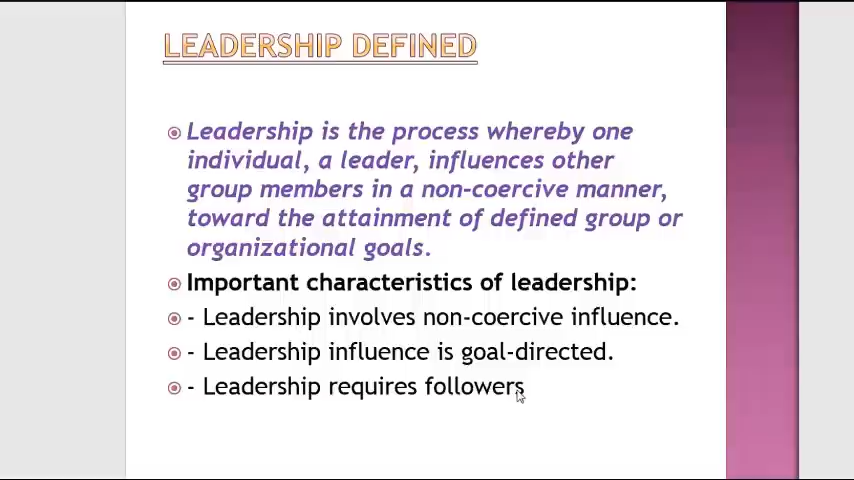 LEADERSHIP DEFINED
Leadership is the process whereby one
individual, a leader, influences other
group members in a non-coercive manner,
toward the attainment of defined group or
organizational goals.
Important characteristics of leadership:
- Leadership involves non-coercive influence.
- Leadership influence is goal-directed.
- Leadership requires followers